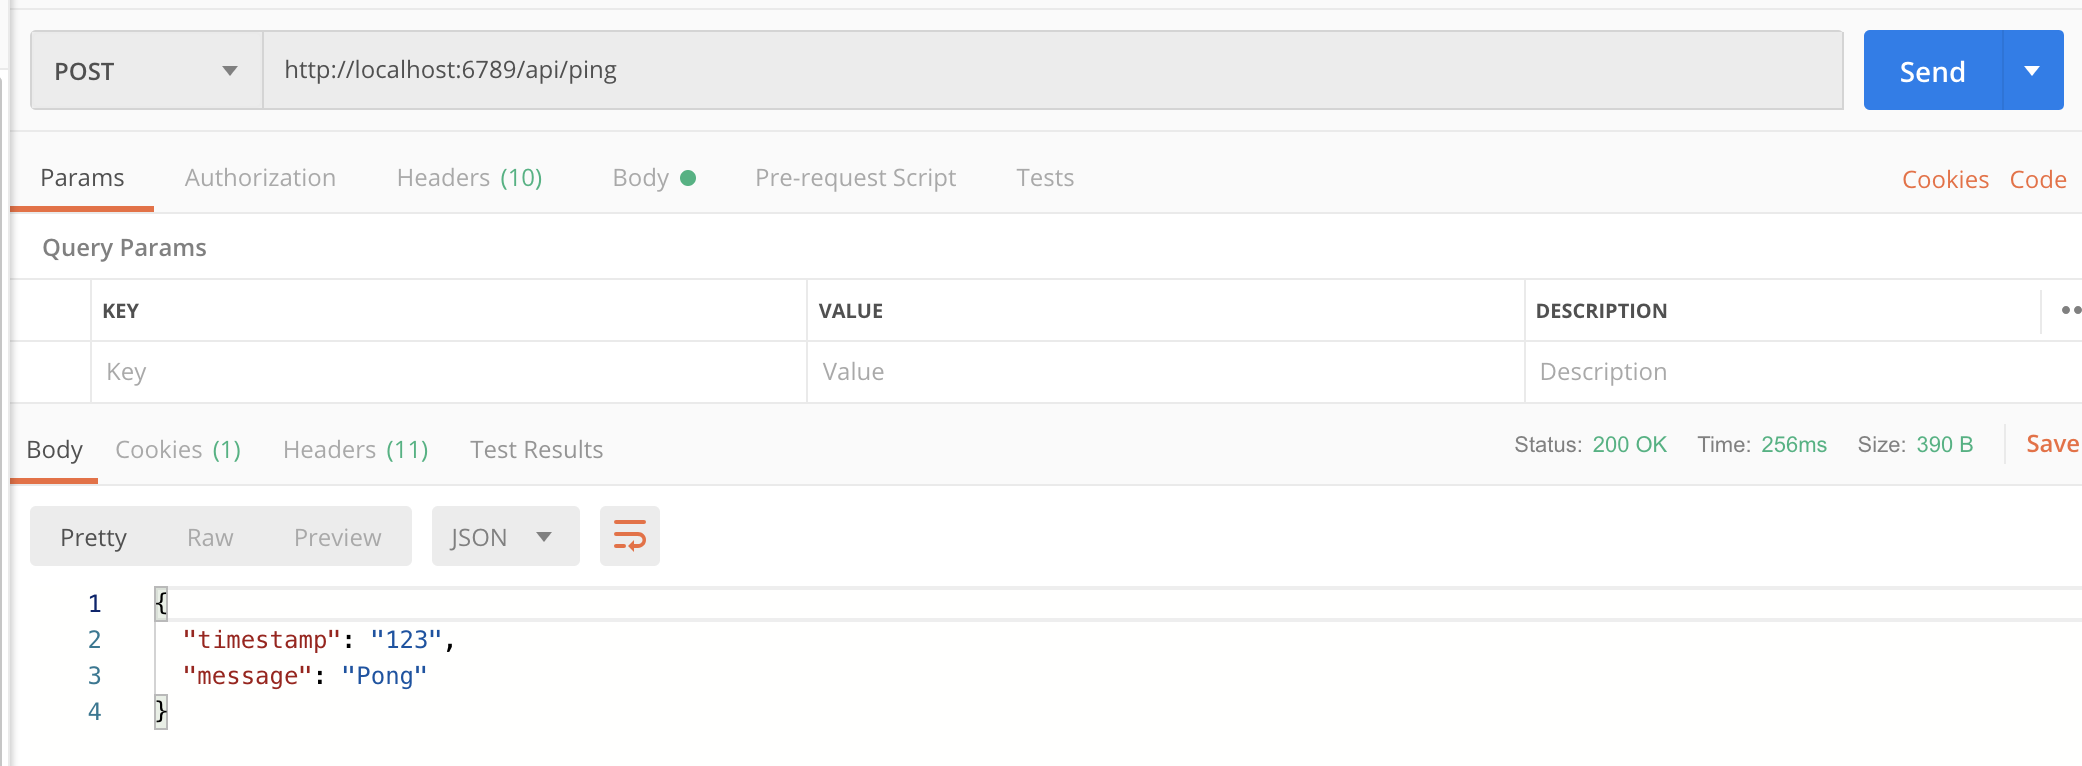 POST http://localhost:6789/api/ping Send
Params Authorization Headers (10) Body Pre-request Script Tests Cookies Code
Query Params
KEY VALUE DESCRIPTION
Key Value Description
Body Cookies (1) Headers (11) Test Results Status: 200 OK Time: 256ms Size: 390 B Save
Pretty Raw Preview JSON
1 {
2 "timestamp": "123",
3 "message": "Pong"
4 }